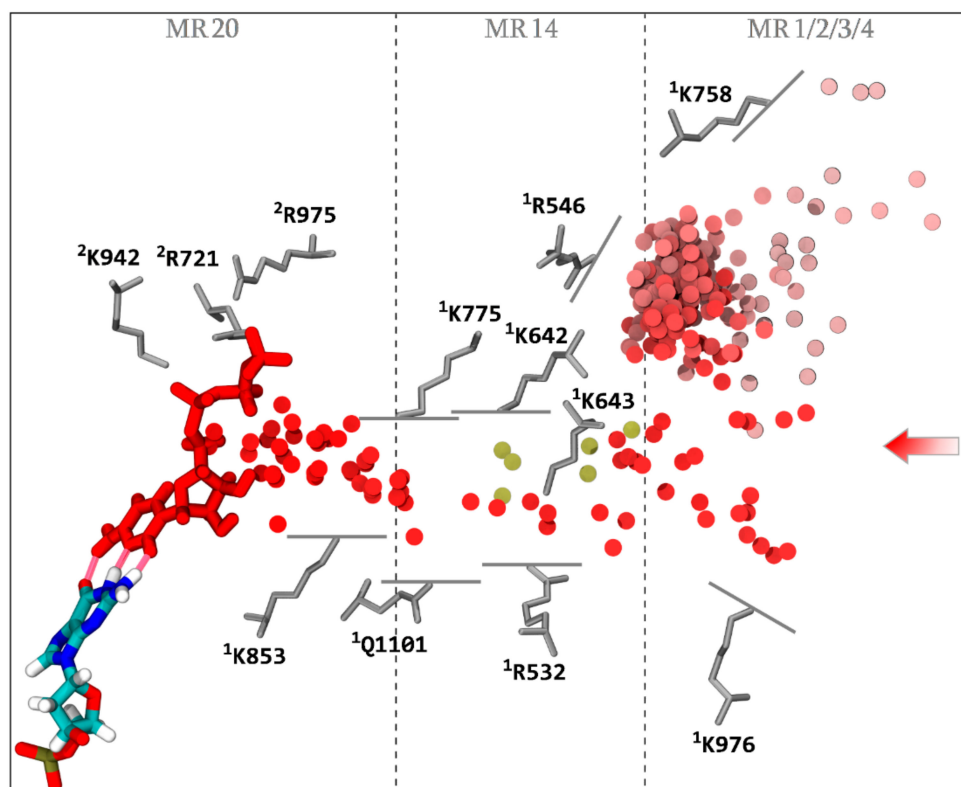 MR 20
MR 14
MR 1/2/3/4
¹K758
¹R546
²R975
²K942
²R721
¹K775
¹K642
¹K643
¹K853
¹Q1101
¹R532
¹K976